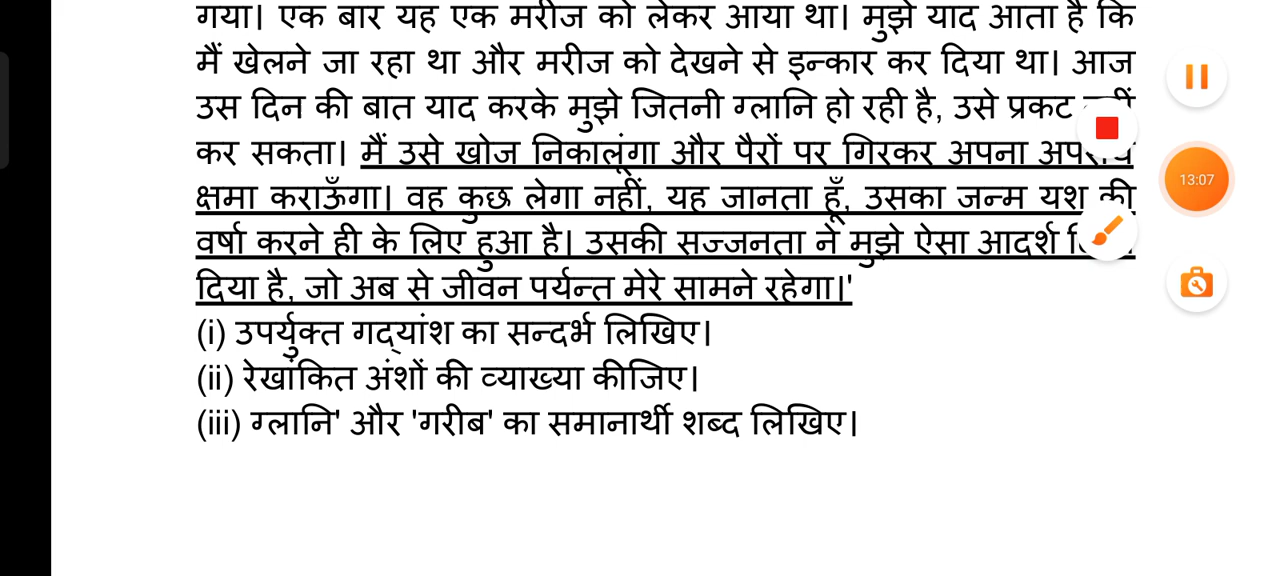 गया। एक बार यह एक मरीज को लेकर आया था। मुझे याद आता है कि
मैं खेलने जा रहा था और मरीज को देखने से इन्कार कर दिया था। आज
उस दिन की बात याद करके मुझे जितनी ग्लानि हो रही है, उसे प्रकट
कर सकता। मैं उसे खोज निकालूंगा और पैरों पर गिरकर अपना
क्षमा कराऊँगा। वह कुछ लेगा नहीं, यह जानता हूँ, उसका जन्म यश की
वर्षा करने ही के लिए हुआ है। उसकी सज्जनता ने मुझे ऐसा आदर्श
दिया है, जो अब से जीवन पर्यन्त मेरे सामने रहेगा।'
(i) उपर्युक्त गद्यांश का सन्दर्भ लिखिए।
(ii) रेखांकित अंशों की व्याख्या कीजिए।
(iii) ग्लानि' और 'गरीब' का समानार्थी शब्द लिखिए।
13:07